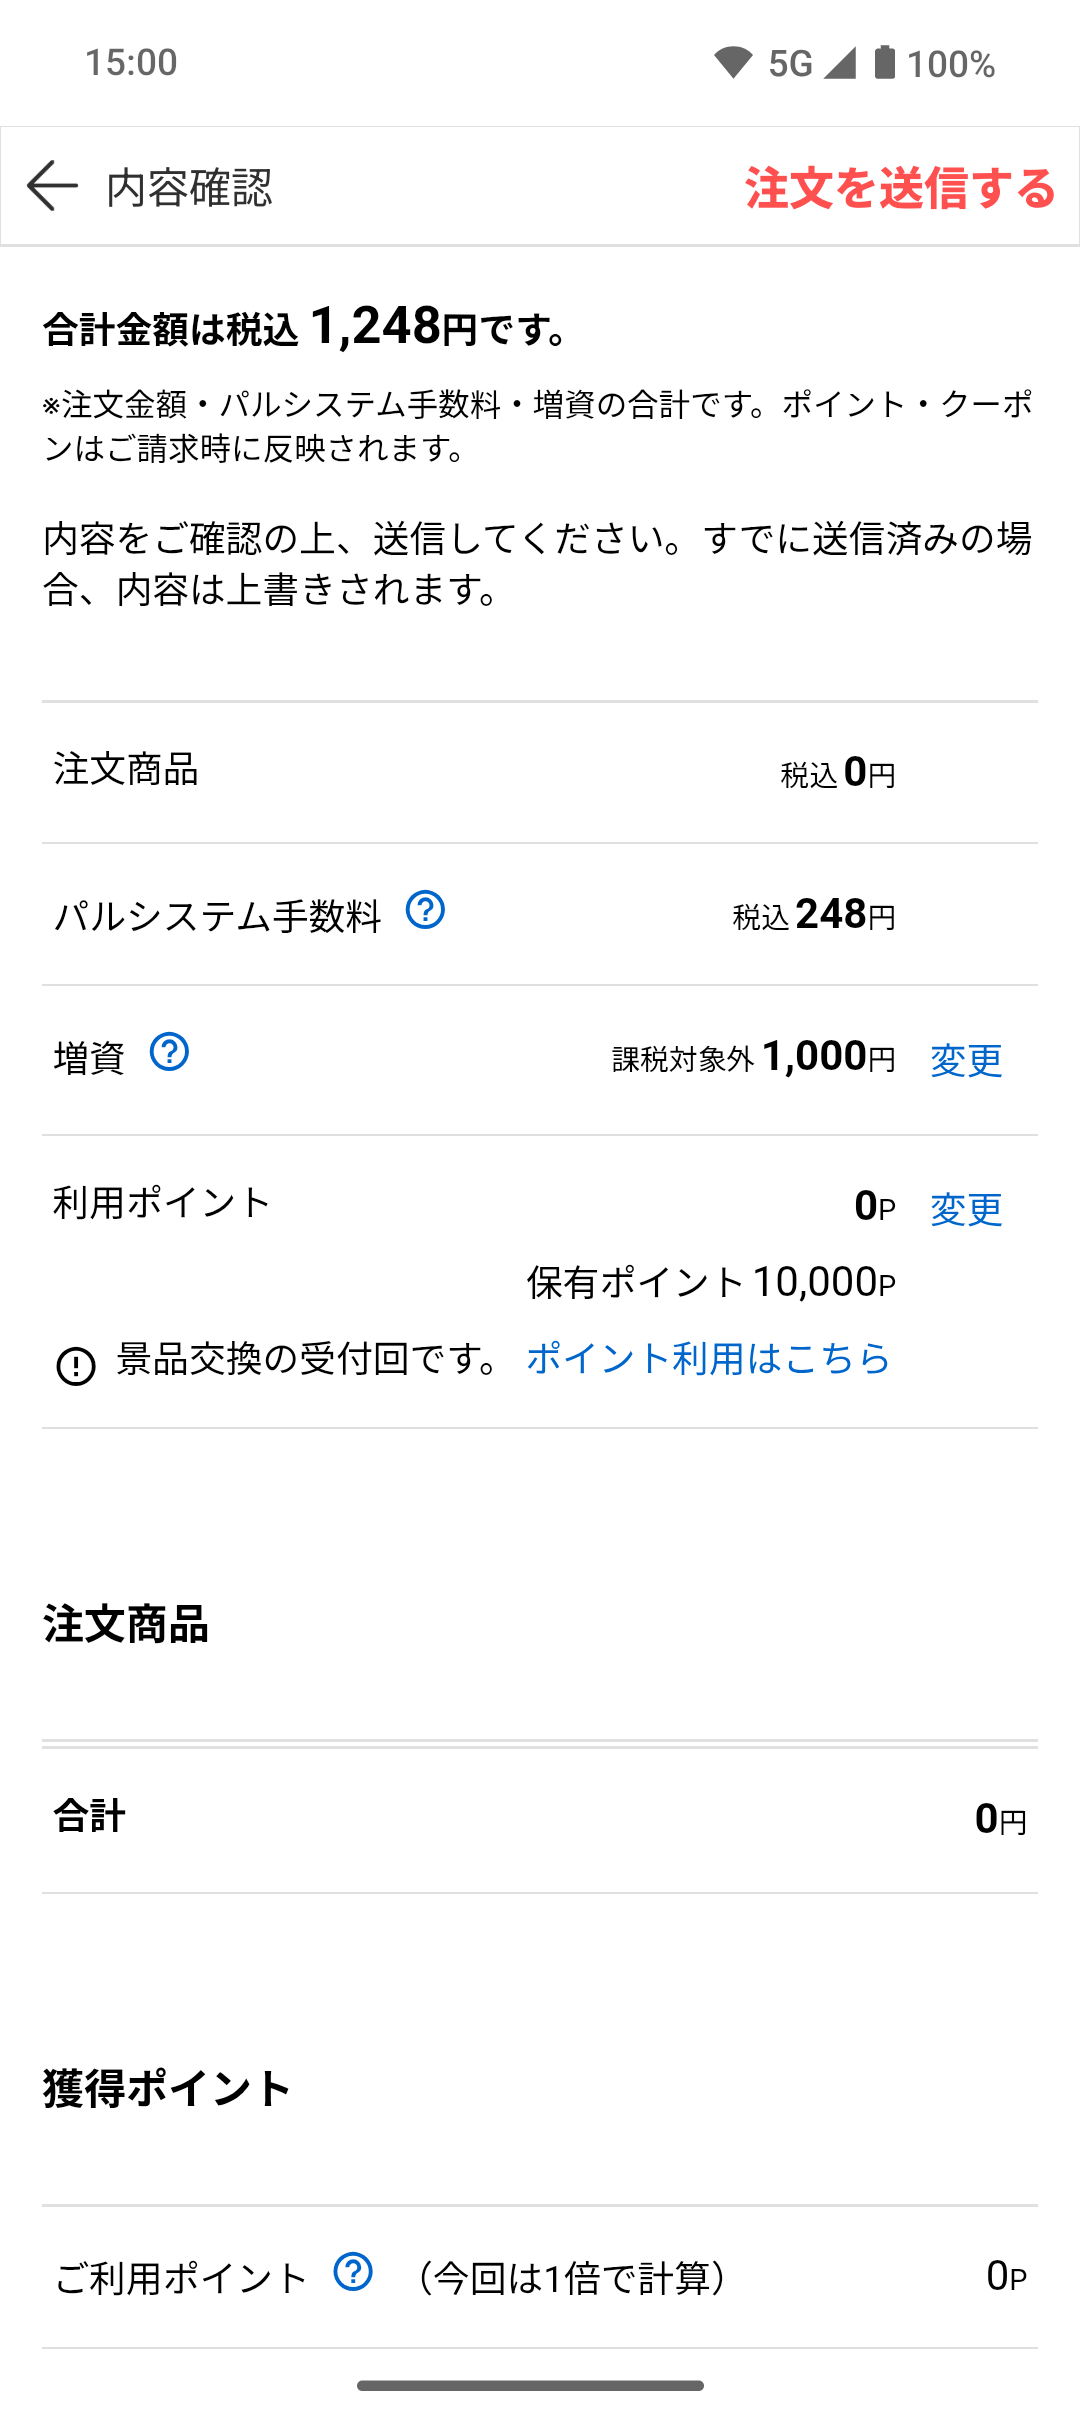 15:00 5G 100%
内容確認 注文を送信する
合計金額は税込 1,248円です。
※注文金額・パルシステム手数料・増資の合計です。ポイント・クーポ
ンはご請求時に反映されます。
内容をご確認の上、送信してください。すでに送信済みの場
合、内容は上書きされます。
注文商品 税込 0円
パルシステム手数料 税込 248円
増資 課税対象外 1,000円 変更
利用ポイント 0P 変更
保有ポイント 10,000P
景品交換の受付回です。 ポイント利用はこちら
注文商品
合計 0円
獲得ポイント
ご利用ポイント （今回は1倍で計算） 0P